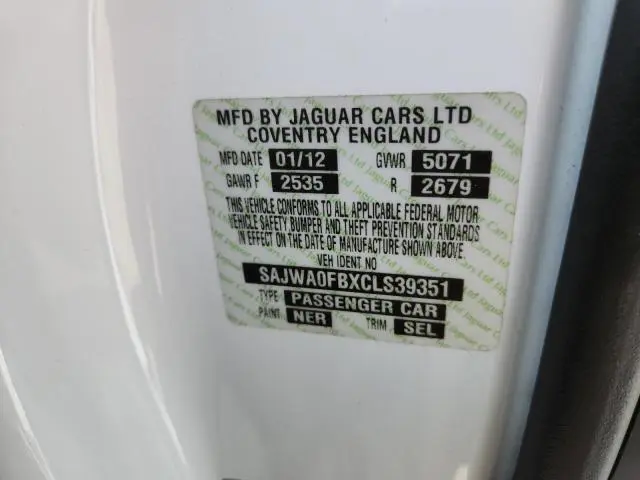 MFD BY JAGUAR CARS LTD
COVENTRY ENGLAND
MFD DATE 01/12 GVWR 5071
GAWR F 2535 R 2679
THIS VEHICLE CONFORMS TO ALL APPLICABLE FEDERAL MOTOR
VEHICLE SAFETY, BUMPER AND THEFT PREVENTION STANDARDS
IN EFFECT ON THE DATE OF MANUFACTURE SHOWN ABOVE
VEH IDENT NO
SAJWA0FBXCLS39351
TYPE PASSENGER CAR
PAINT NER TRIM SEL